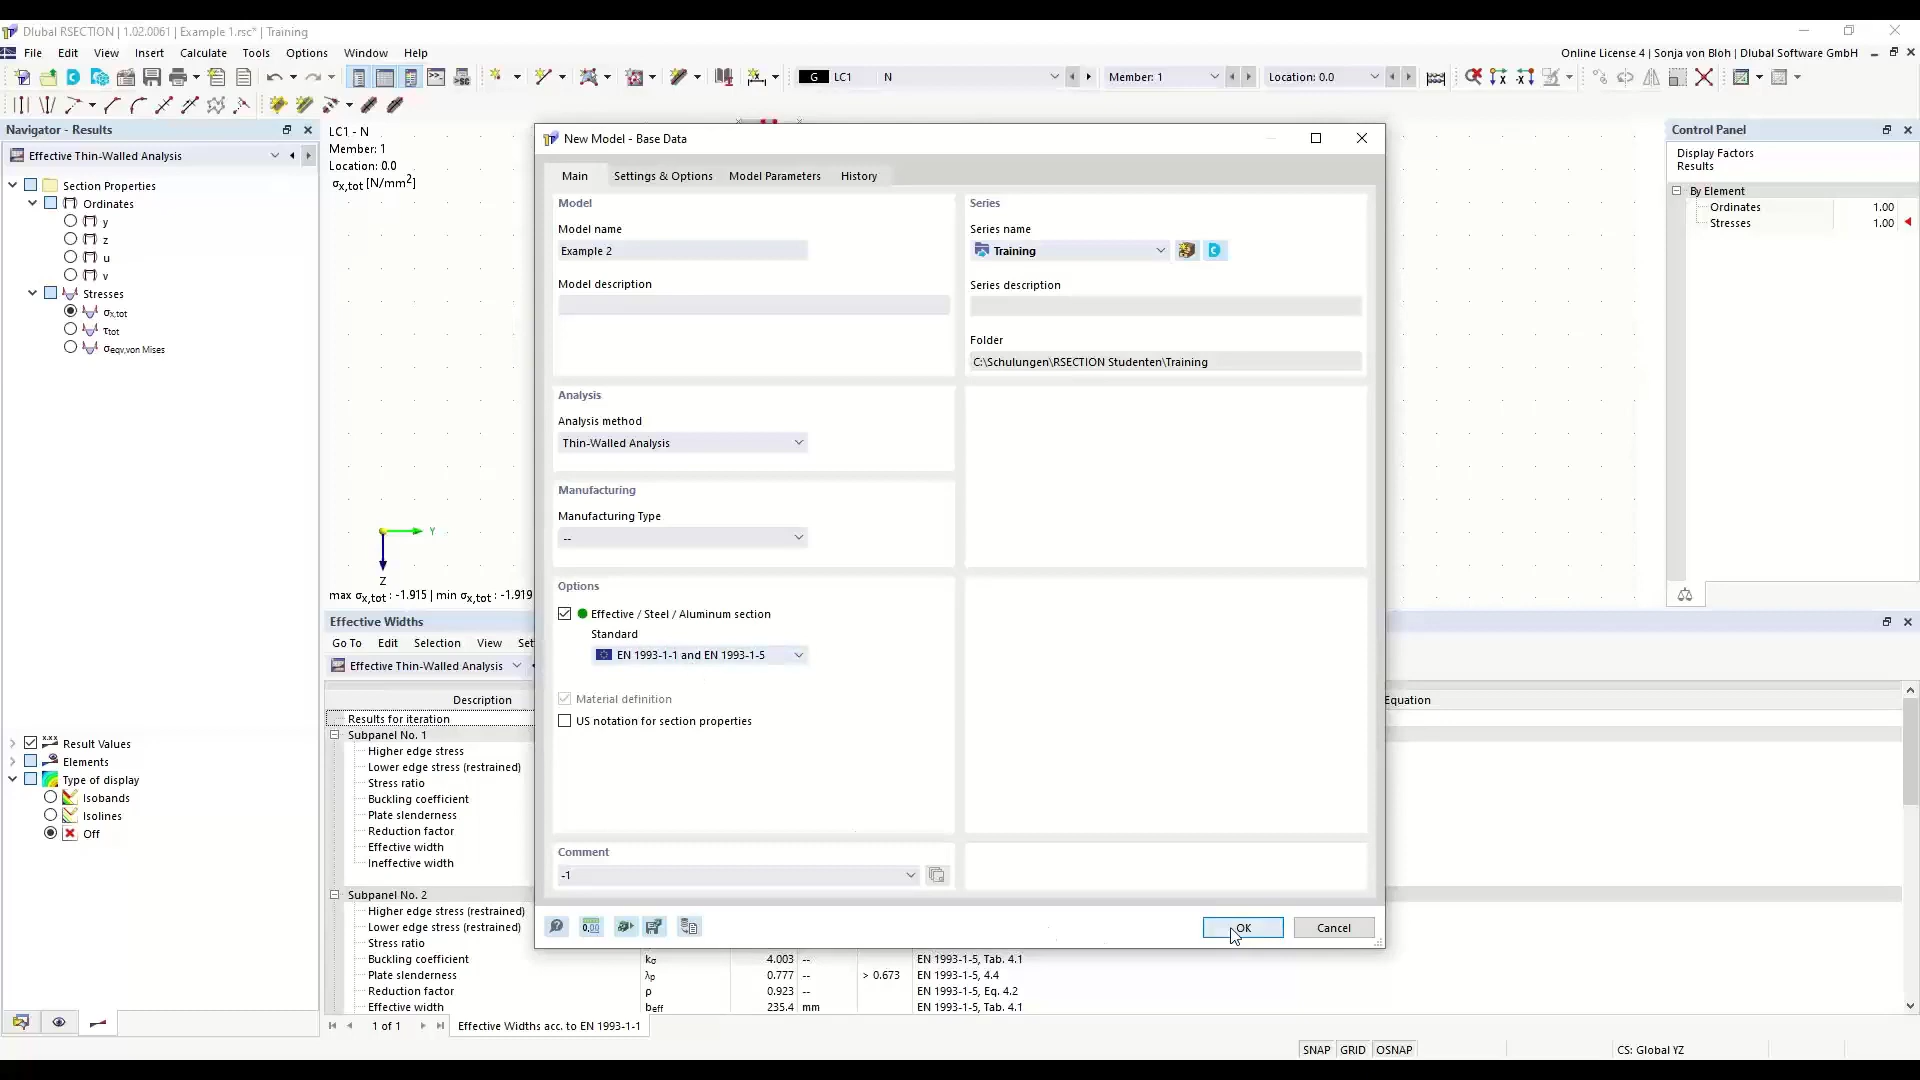 Dlubal RSECTION | 1.02.0061 | Example 1.rsc* | Training
File Edit View Insert Calculate Tools Options Window Help
Online License 4 | Sonja von Bloh | Dlubal Software GmbH
G LC1 N Member: 1 Location: 0.0
Navigator - Results
Effective Thin-Walled Analysis
Section Properties
Ordinates
y
z
u
v
Stresses
σx,tot
τtot
σeqv,von Mises
Result Values
Elements
Type of display
Isobands
Isolines
Off
LC1 - N
Member: 1
Location: 0.0
σx,tot [N/mm2]
Y
Z
max σx,tot : -1.915 | min σx,tot : -1.919
New Model - Base Data
Main Settings & Options Model Parameters History
Model
Model name
Example 2
Model description
Analysis
Analysis method
Thin-Walled Analysis
Manufacturing
Manufacturing Type
--
Options
Effective / Steel / Aluminum section
Standard
EN 1993-1-1 and EN 1993-1-5
Material definition
US notation for section properties
Comment
-1
Series
Series name
Training
Series description
Folder
C:\Schulungen\RSECTION Studenten\Training
OK Cancel
Control Panel
Display Factors
Results
By Element
Ordinates 1.00
Stresses 1.00
Effective Widths
Go To Edit Selection View Set
Effective Thin-Walled Analysis
Description Equation
Results for iteration
Subpanel No. 1
Higher edge stress
Lower edge stress (restrained)
Stress ratio
Buckling coefficient
Plate slenderness
Reduction factor
Effective width
Ineffective width
Subpanel No. 2
Higher edge stress (restrained)
Lower edge stress (restrained)
Stress ratio
Buckling coefficient kσ 4.003 -- EN 1993-1-5, Tab. 4.1
Plate slenderness λp 0.777 -- > 0.673 EN 1993-1-5, 4.4
Reduction factor ρ 0.923 -- EN 1993-1-5, Eq. 4.2
Effective width beff 235.4 mm EN 1993-1-5, Tab. 4.1
1 of 1 Effective Widths acc. to EN 1993-1-1
SNAP GRID OSNAP CS: Global YZ